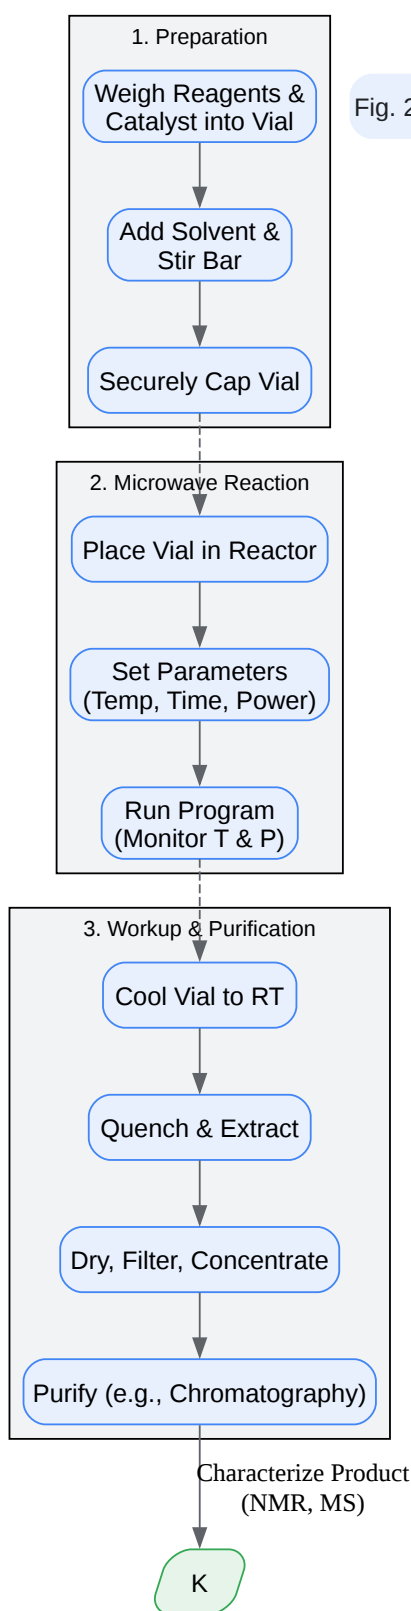 1. Preparation
Weigh Reagents &
Catalyst into Vial
Fig. 2
Add Solvent &
Stir Bar
Securely Cap Vial
2. Microwave Reaction
Place Vial in Reactor
Set Parameters
(Temp, Time, Power)
Run Program
(Monitor T & P)
3. Workup & Purification
Cool Vial to RT
Quench & Extract
Dry, Filter, Concentrate
Purify (e.g., Chromatography)
Characterize Product
(NMR, MS)
K